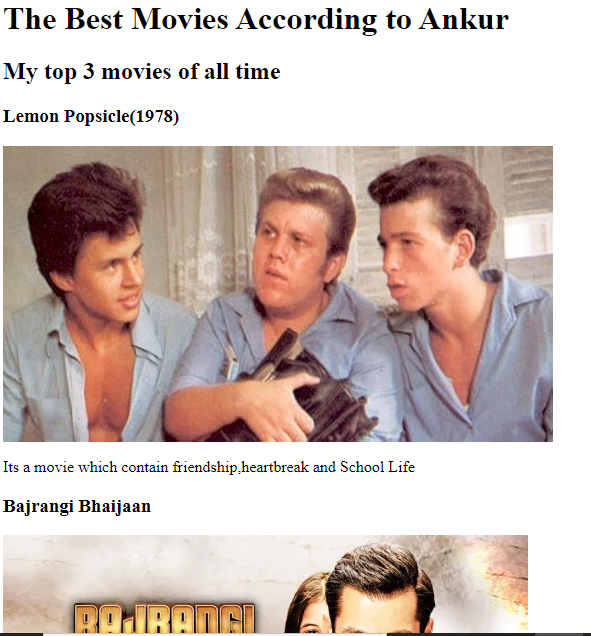 The Best Movies According to Ankur
My top 3 movies of all time
Lemon Popsicle(1978)
Its a movie which contain friendship,heartbreak and School Life
Bajrangi Bhaijaan
BAJRANGI